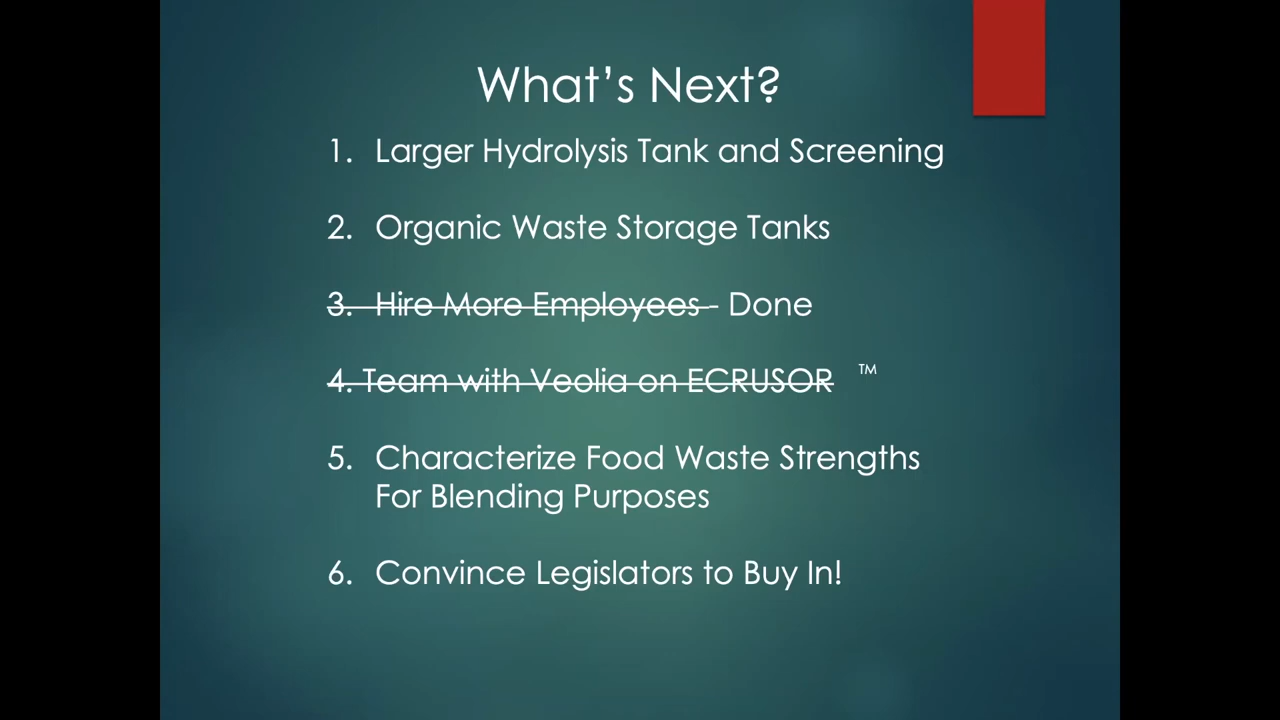 What's Next?
1. Larger Hydrolysis Tank and Screening
2. Organic Waste Storage Tanks
3. Hire More Employees - Done
4. Team with Veolia on ECRUSOR ™
5. Characterize Food Waste Strengths
For Blending Purposes
6. Convince Legislators to Buy In!